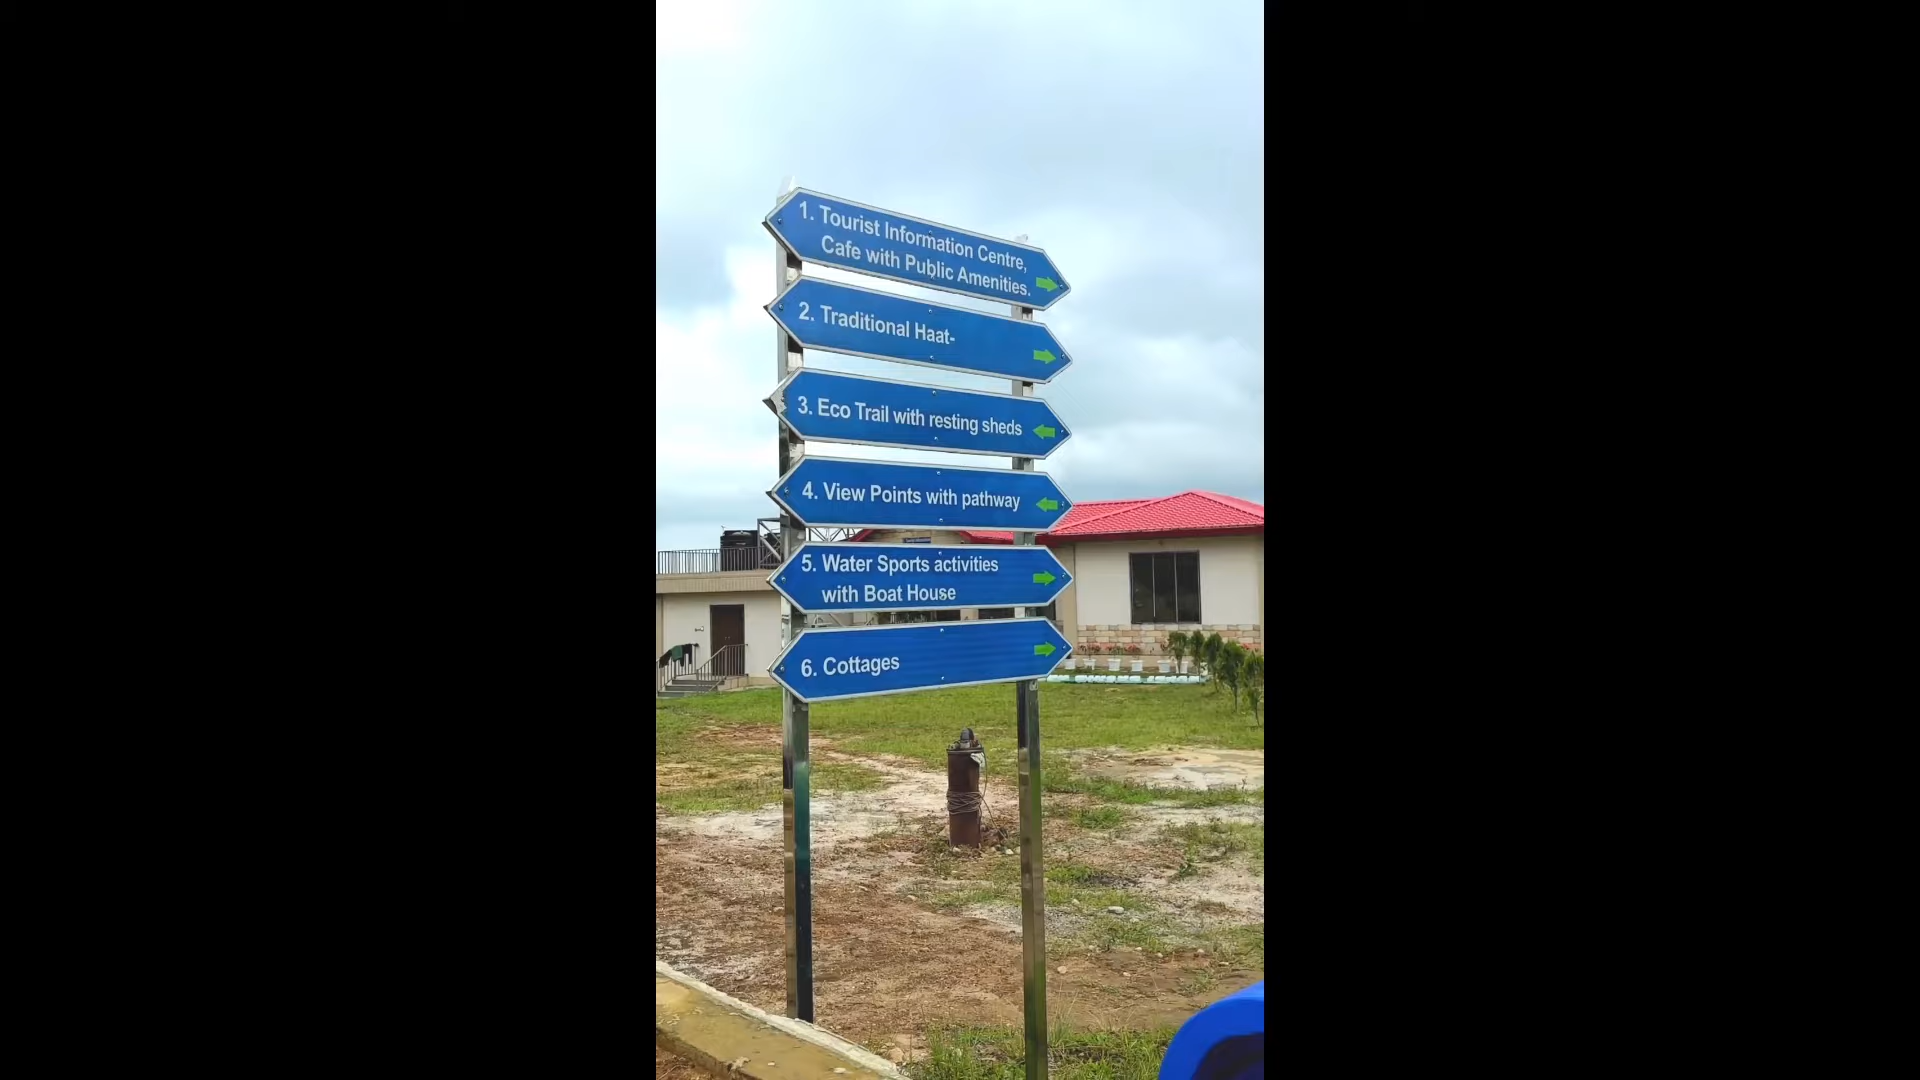 1. Tourist Information Centre,
Cafe with Public Amenities.
2. Traditional Haat-
3. Eco Trail with resting sheds
4. View Points with pathway
5. Water Sports activities
with Boat House
6. Cottages